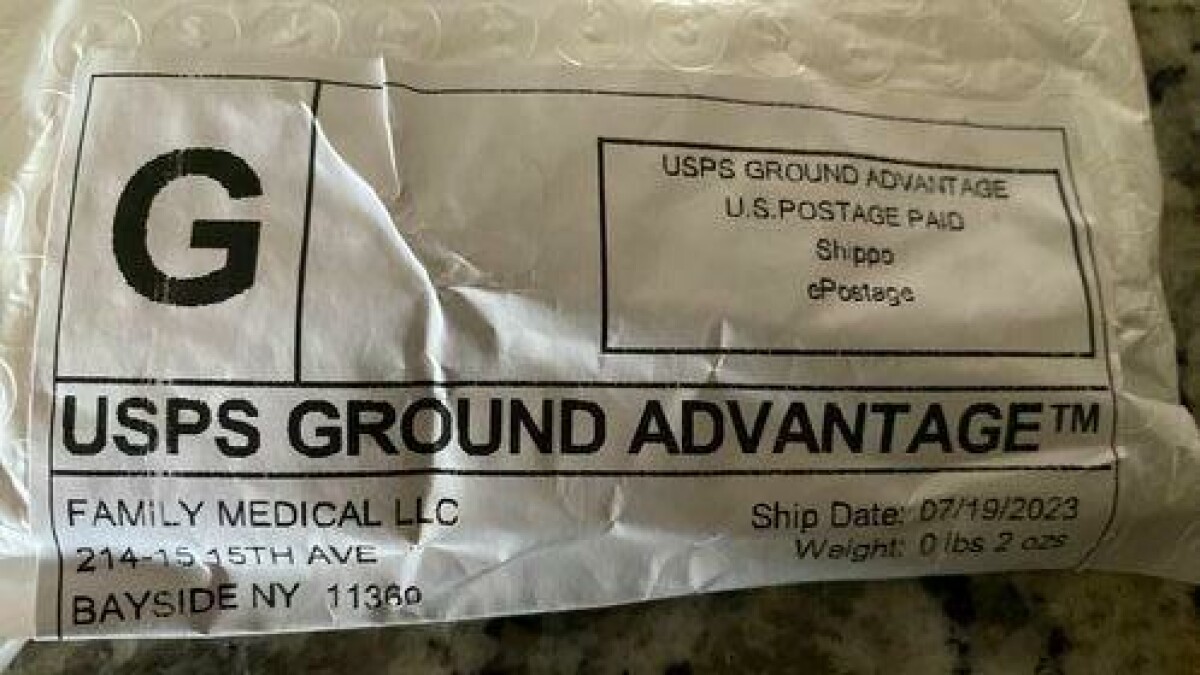 G
USPS GROUND ADVANTAGE
U.S.POSTAGE PAID
Shippo
ePostage
USPS GROUND ADVANTAGE™
FAMILY MEDICAL LLC
214-15 15TH AVE
BAYSIDE NY 11360
Ship Date: 07/19/2023
Weight: 0 lbs 2 ozs